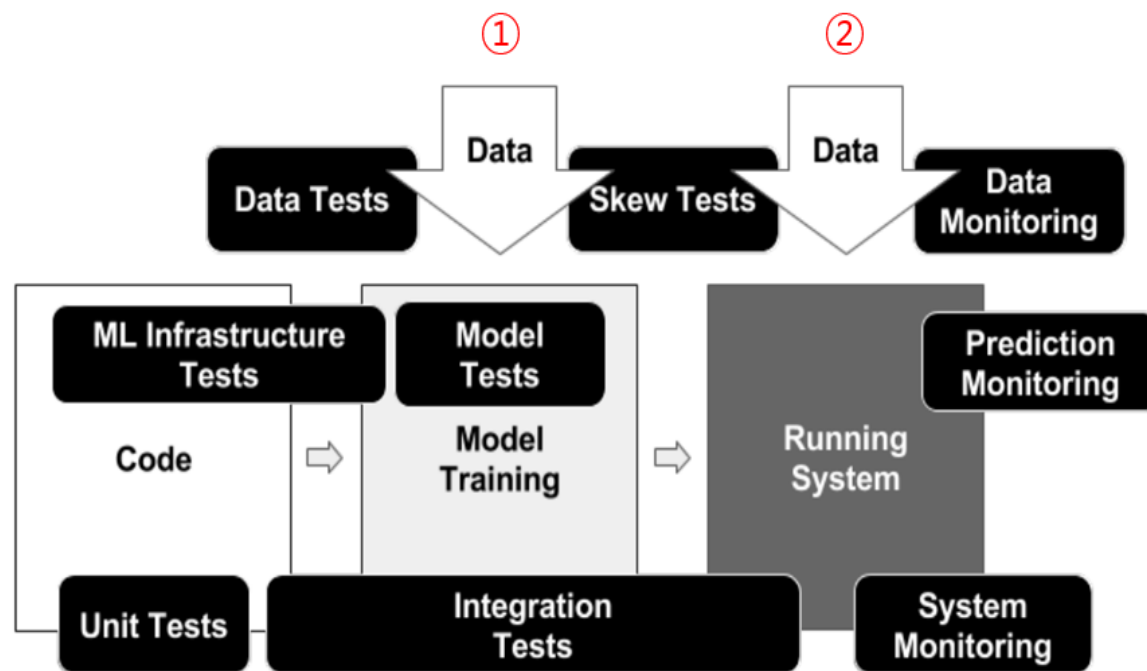 ① ②
Data Data
Data Tests Skew Tests Data
Monitoring
ML Infrastructure
Tests
Model
Tests
Prediction
Monitoring
Code
Model
Training
Running
System
Unit Tests
Integration
Tests
System
Monitoring